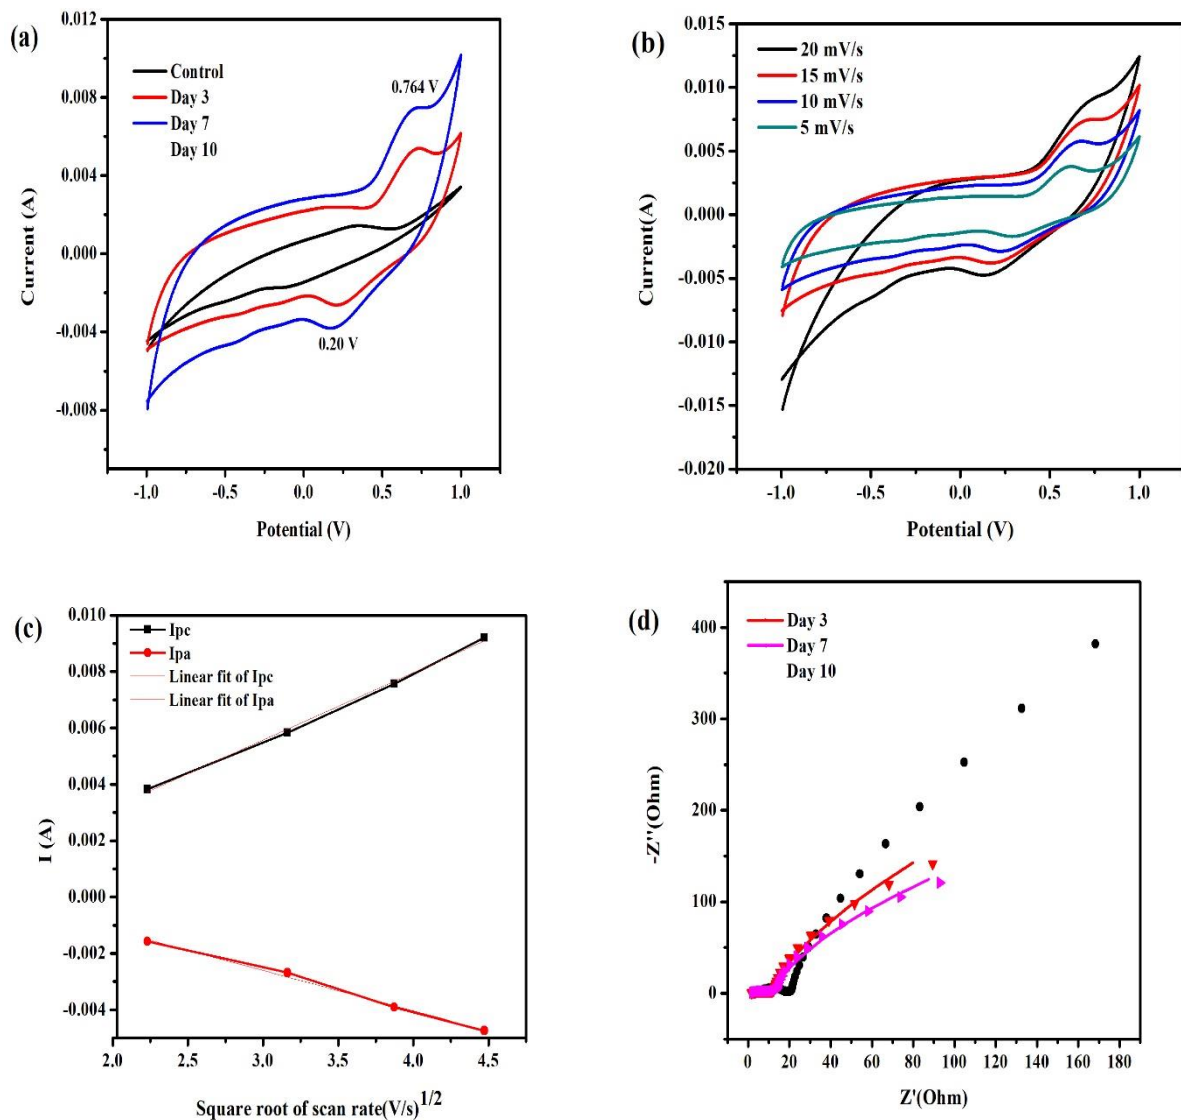 (a)
0.012
0.008
0.004
0.000
-0.004
-0.008
Current (A)
Control
Day 3
Day 7
Day 10
0.764 V
0.20 V
-1.0 -0.5 0.0 0.5 1.0
Potential (V)
(b)
0.015
0.010
0.005
0.000
-0.005
-0.010
-0.015
-0.020
Current(A)
20 mV/s
15 mV/s
10 mV/s
5 mV/s
-1.0 -0.5 0.0 0.5 1.0
Potential (V)
(c)
0.010
0.008
0.006
0.004
0.002
0.000
-0.002
-0.004
I (A)
Ipc
Ipa
Linear fit of Ipc
Linear fit of Ipa
2.0 2.5 3.0 3.5 4.0 4.5
Square root of scan rate(V/s)1/2
(d)
400
300
200
100
0
-Z''(Ohm)
Day 3
Day 7
Day 10
0 20 40 60 80 100 120 140 160 180
Z'(Ohm)